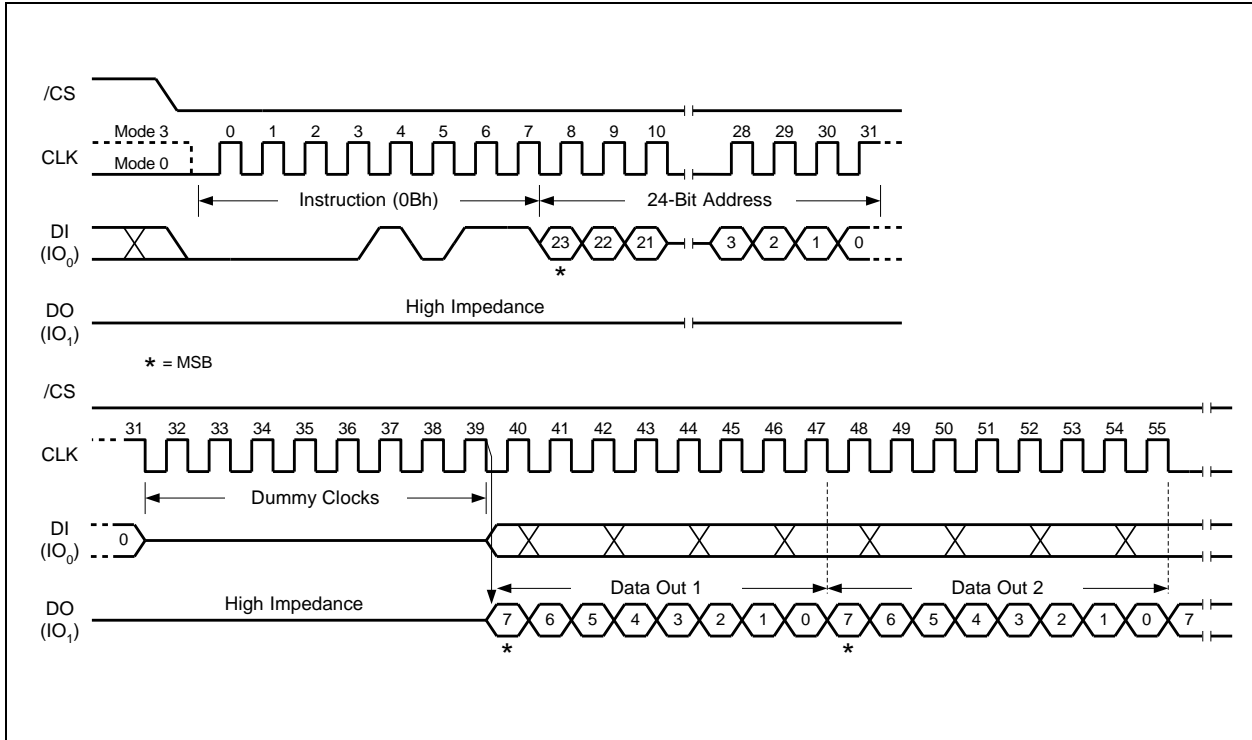 /CS
Mode 3 0 1 2 3 4 5 6 7 8 9 10 28 29 30 31
CLK
Mode 0
Instruction (0Bh) 24-Bit Address
DI
(IO0) 23 22 21 3 2 1 0
*
DO High Impedance
(IO1)
* = MSB
/CS
31 32 33 34 35 36 37 38 39 40 41 42 43 44 45 46 47 48 49 50 51 52 53 54 55
CLK
Dummy Clocks
DI
(IO0) 0
Data Out 1 Data Out 2
DO High Impedance
(IO1) 7 6 5 4 3 2 1 0 7 6 5 4 3 2 1 0 7
* *